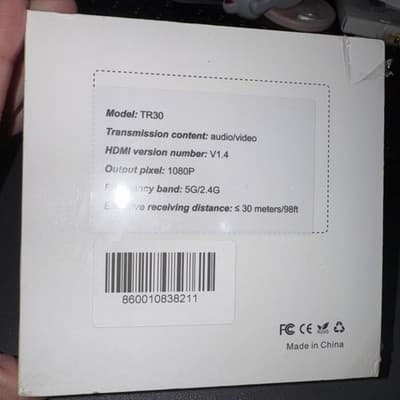 Model: TR30
Transmission content: audio/video
HDMI version number: V1.4
Output pixel: 1080P
band: 5G/2.4G
receiving distance: ≤ 30 meters/98ft
860010838211
FC CE RoHS
Made in China